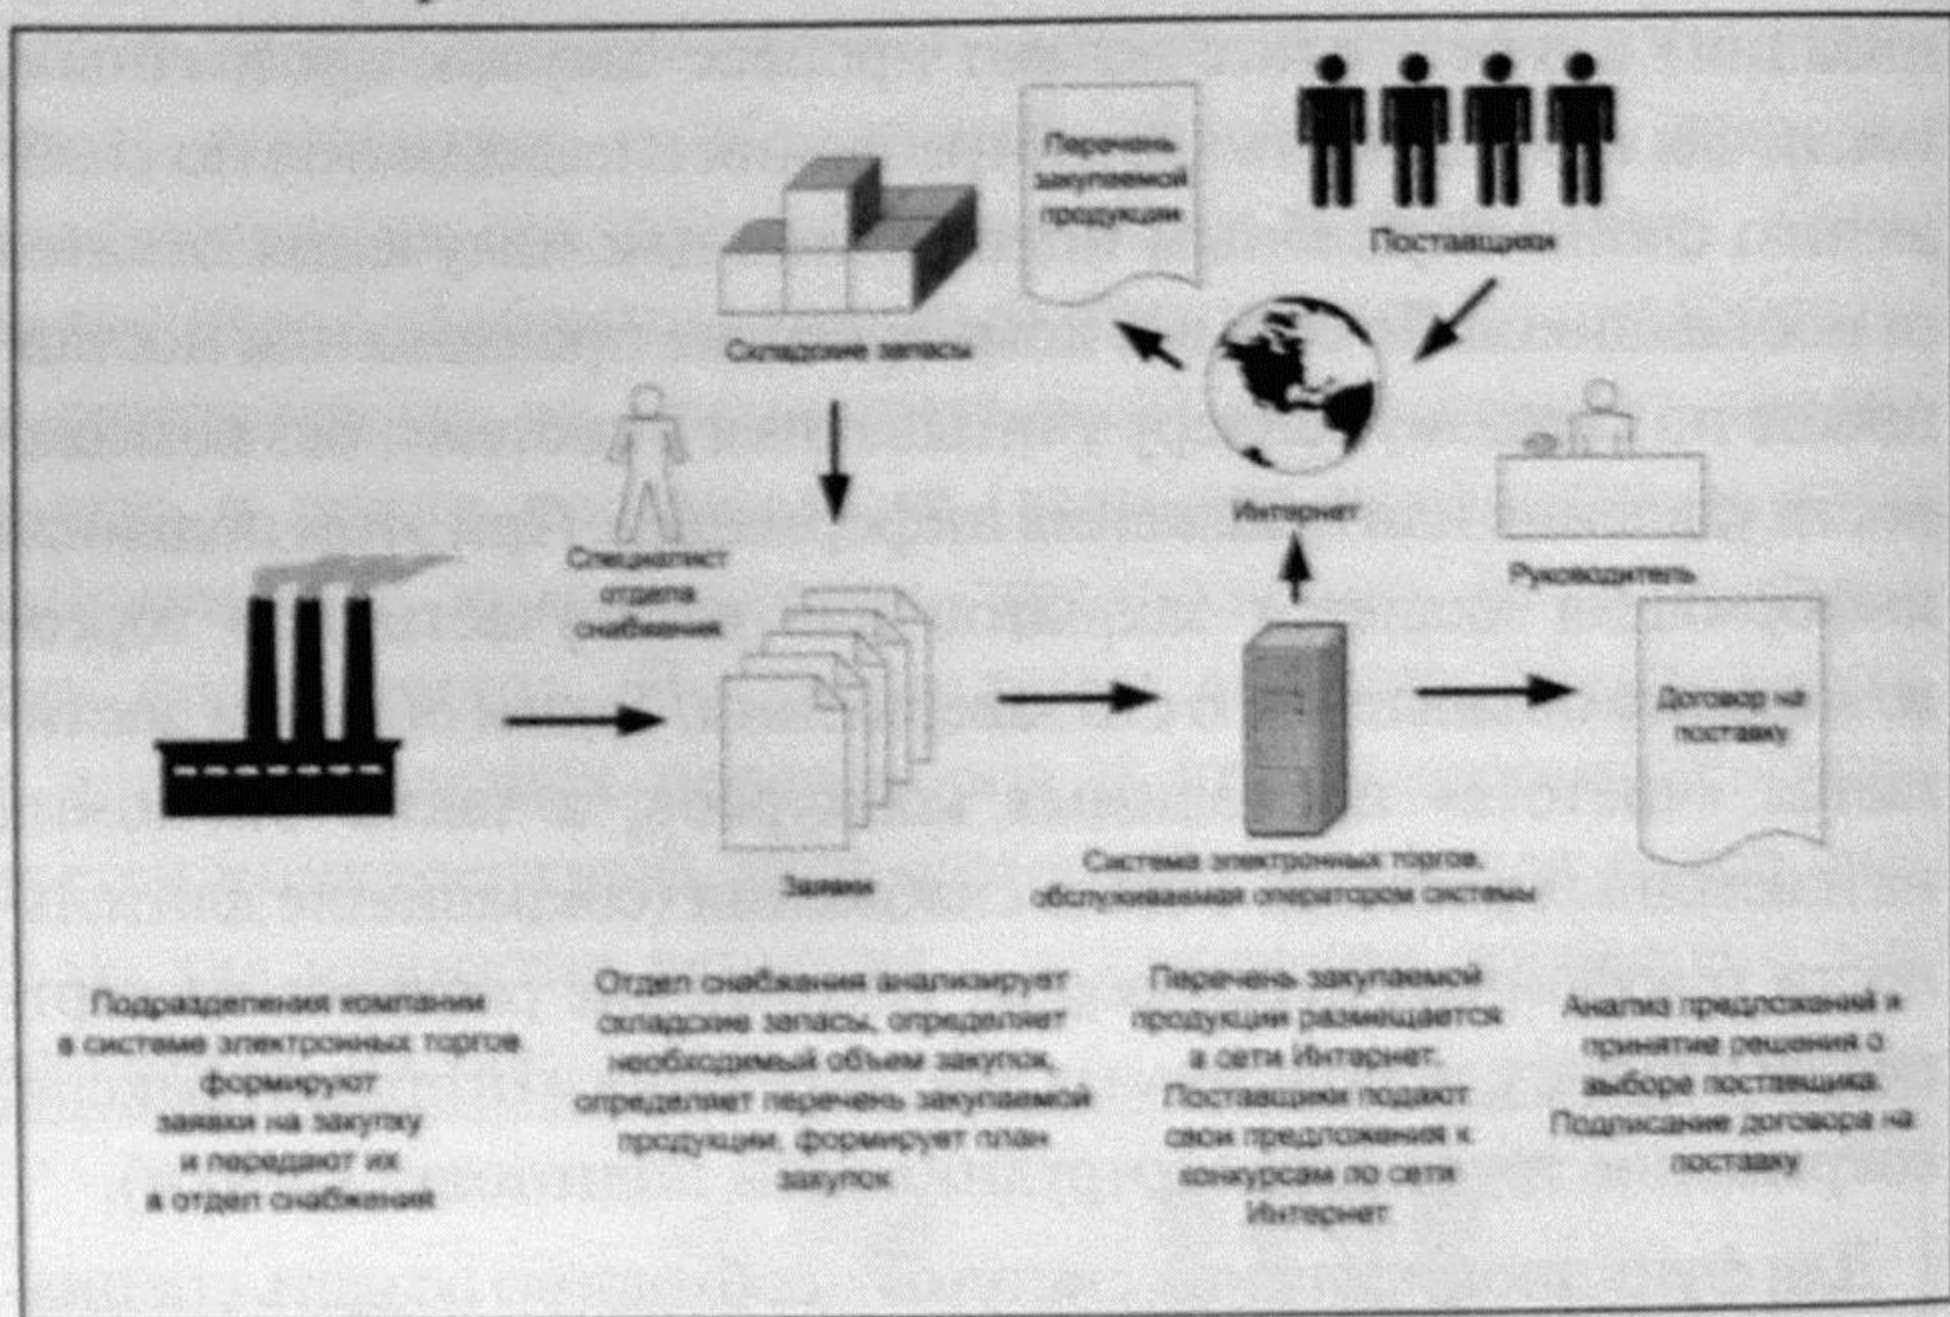 Перечень
закупаемой
продукции
Поставщики
Складские запасы
Интернет
Специалист
отдела
снабжения
Руководитель
Договор на
поставку
Заявки
Система электронных торгов,
обслуживаемая оператором системы
Подразделения компании
в системе электронных торгов
формируют
заявки на закупку
и передают их
в отдел снабжения
Отдел снабжения анализирует
складские запасы, определяет
необходимый объем закупок,
определяет перечень закупаемой
продукции, формирует план
закупок
Перечень закупаемой
продукции размещается
в сети Интернет.
Поставщики подают
свои предложения к
конкурсам по сети
Интернет
Анализ предложений и
принятие решения о
выборе поставщика.
Подписание договора на
поставку